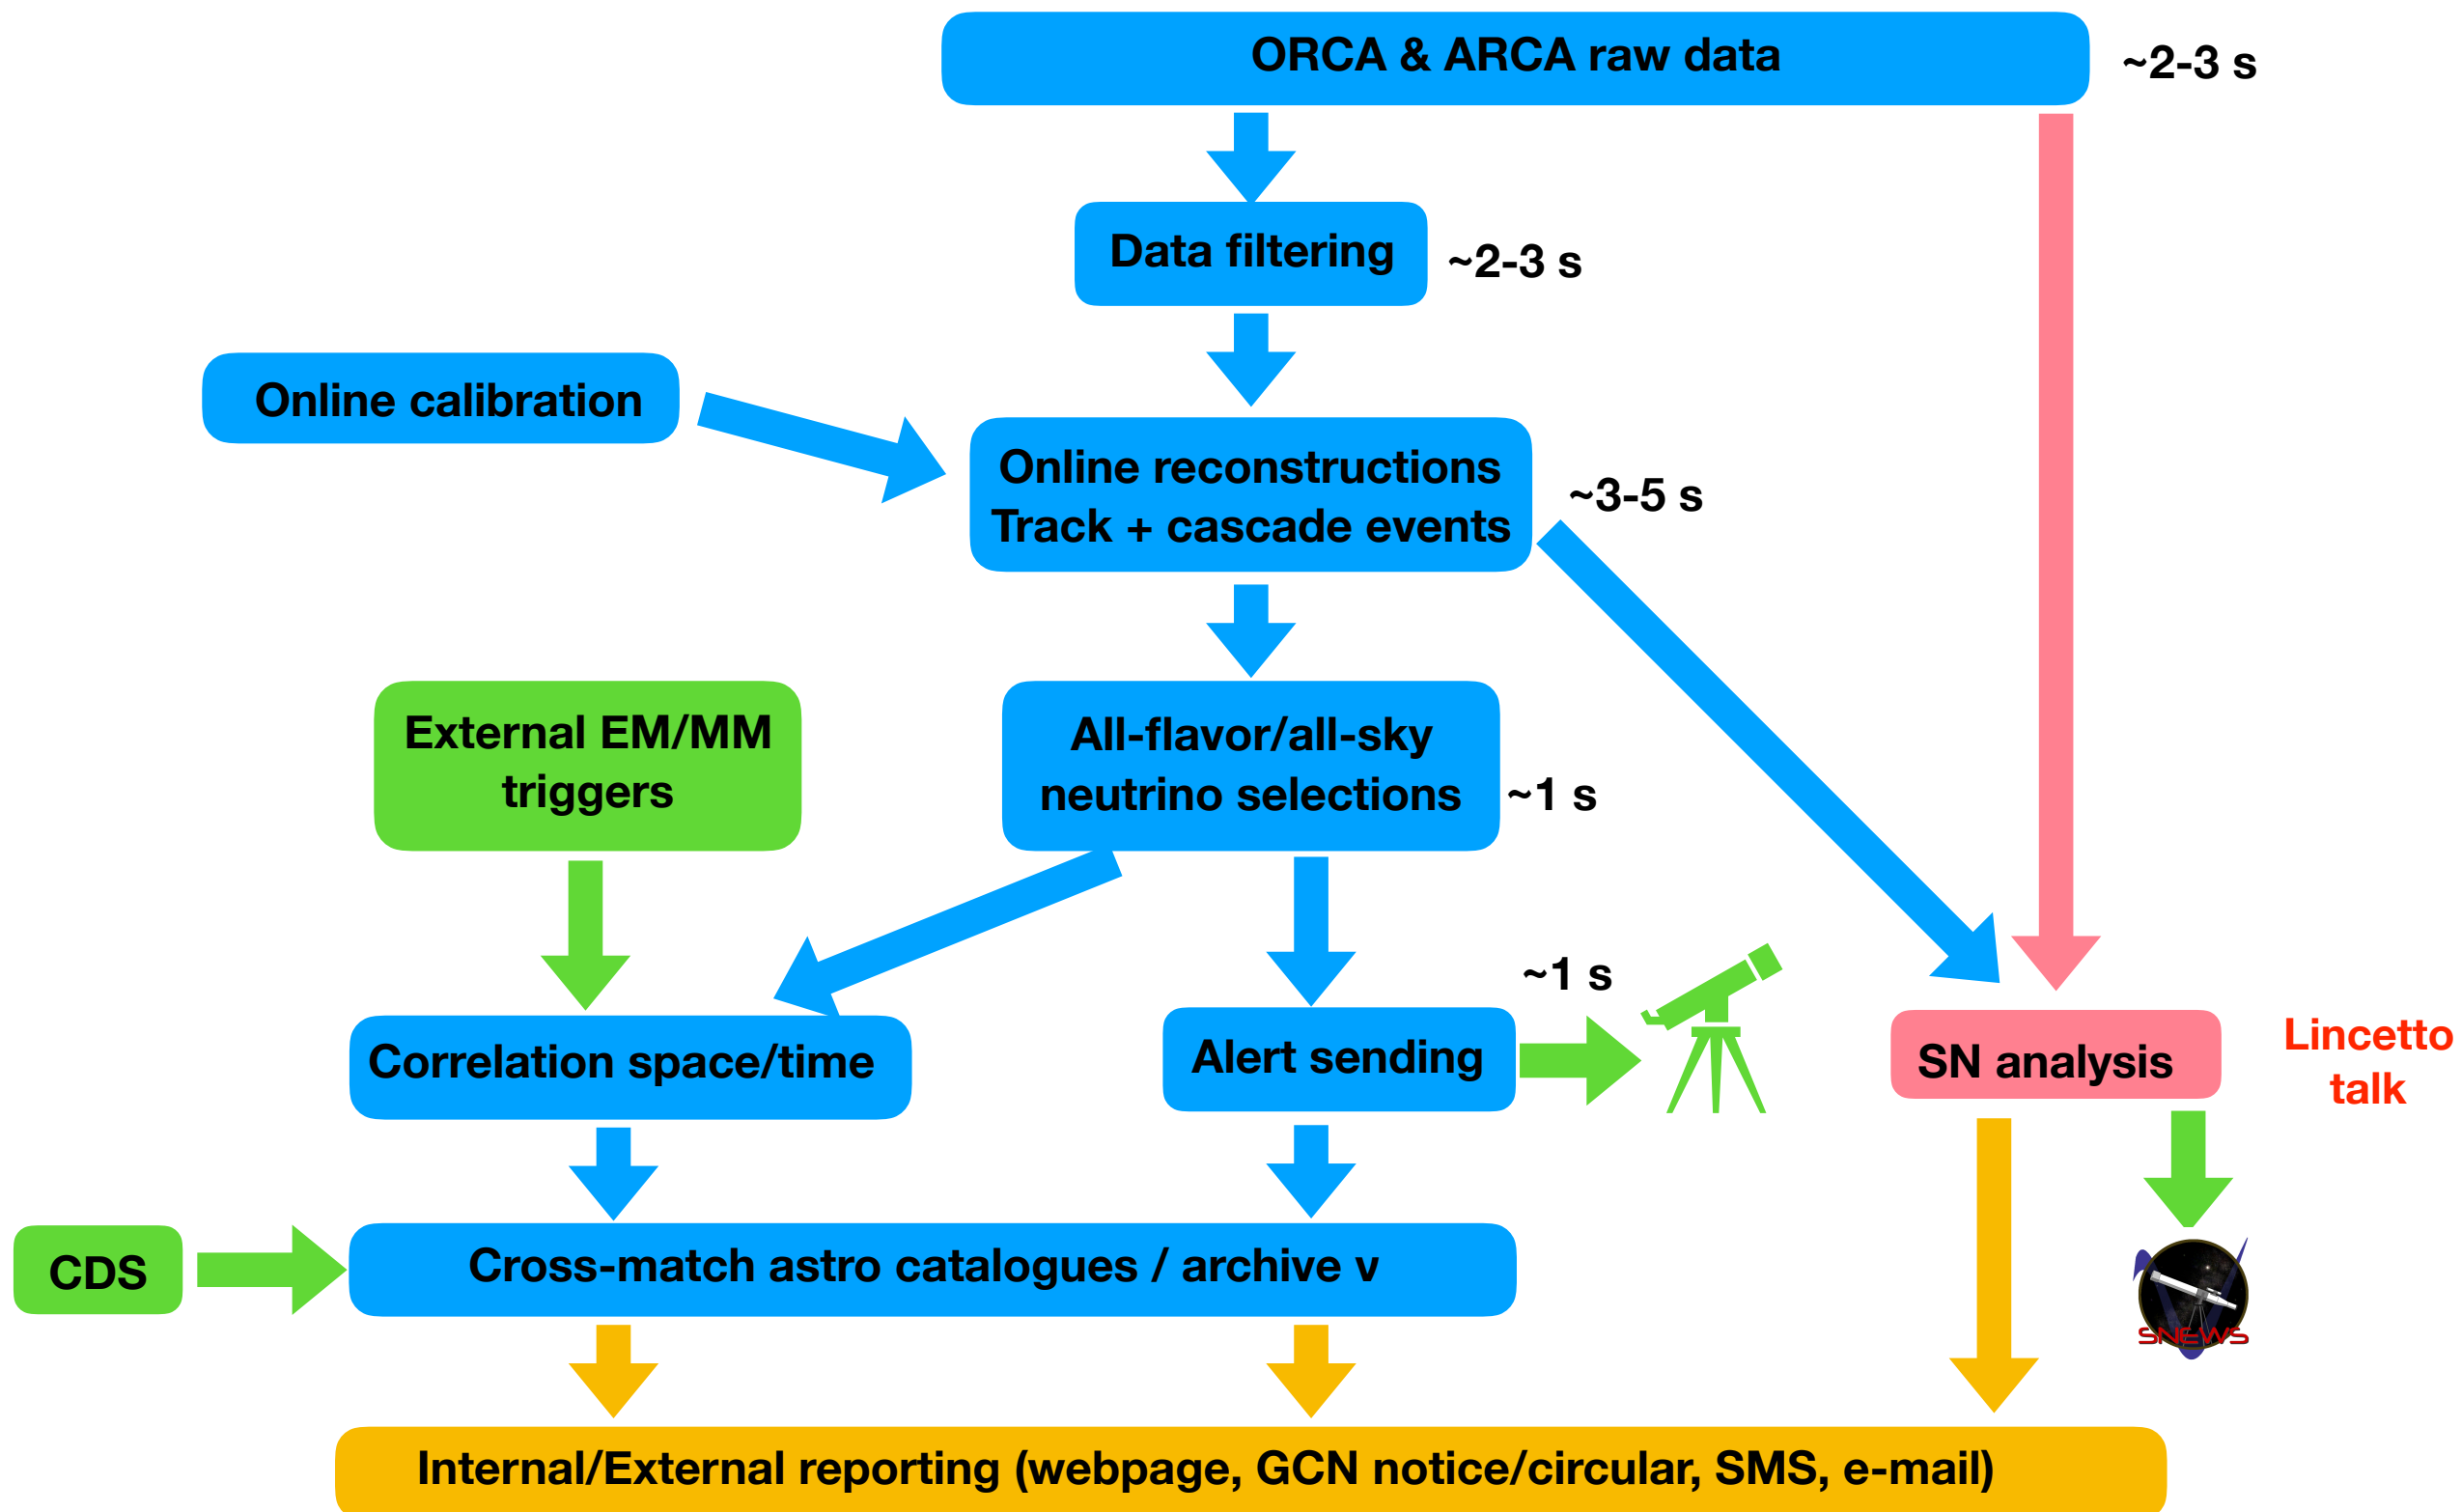 ORCA & ARCA raw data
~2-3 s
Data filtering
~2-3 s
Online calibration
Online reconstructions
Track + cascade events
~3-5 s
External EM/MM
triggers
All-flavor/all-sky
neutrino selections
~1 s
~1 s
Correlation space/time
Alert sending
SN analysis
Lincetto
talk
CDS
Cross-match astro catalogues / archive ν
SNEWS
Internal/External reporting (webpage, GCN notice/circular, SMS, e-mail)